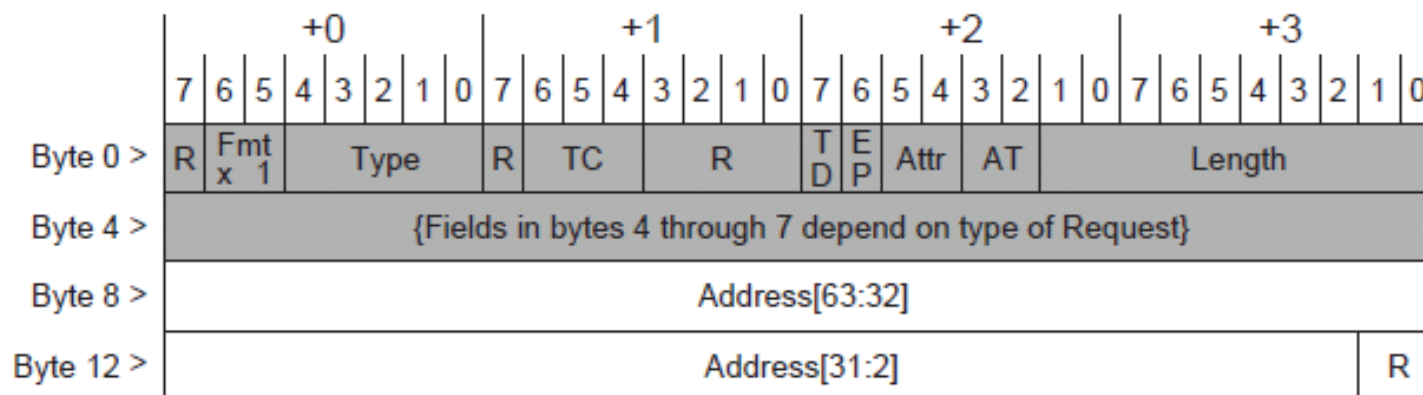 +0 +1 +2 +3
7 6 5 4 3 2 1 0 7 6 5 4 3 2 1 0 7 6 5 4 3 2 1 0 7 6 5 4 3 2 1 0
Byte 0 > R Fmt x 1 Type R TC R TD EP Attr AT Length
Byte 4 > {Fields in bytes 4 through 7 depend on type of Request}
Byte 8 > Address[63:32]
Byte 12 > Address[31:2] R